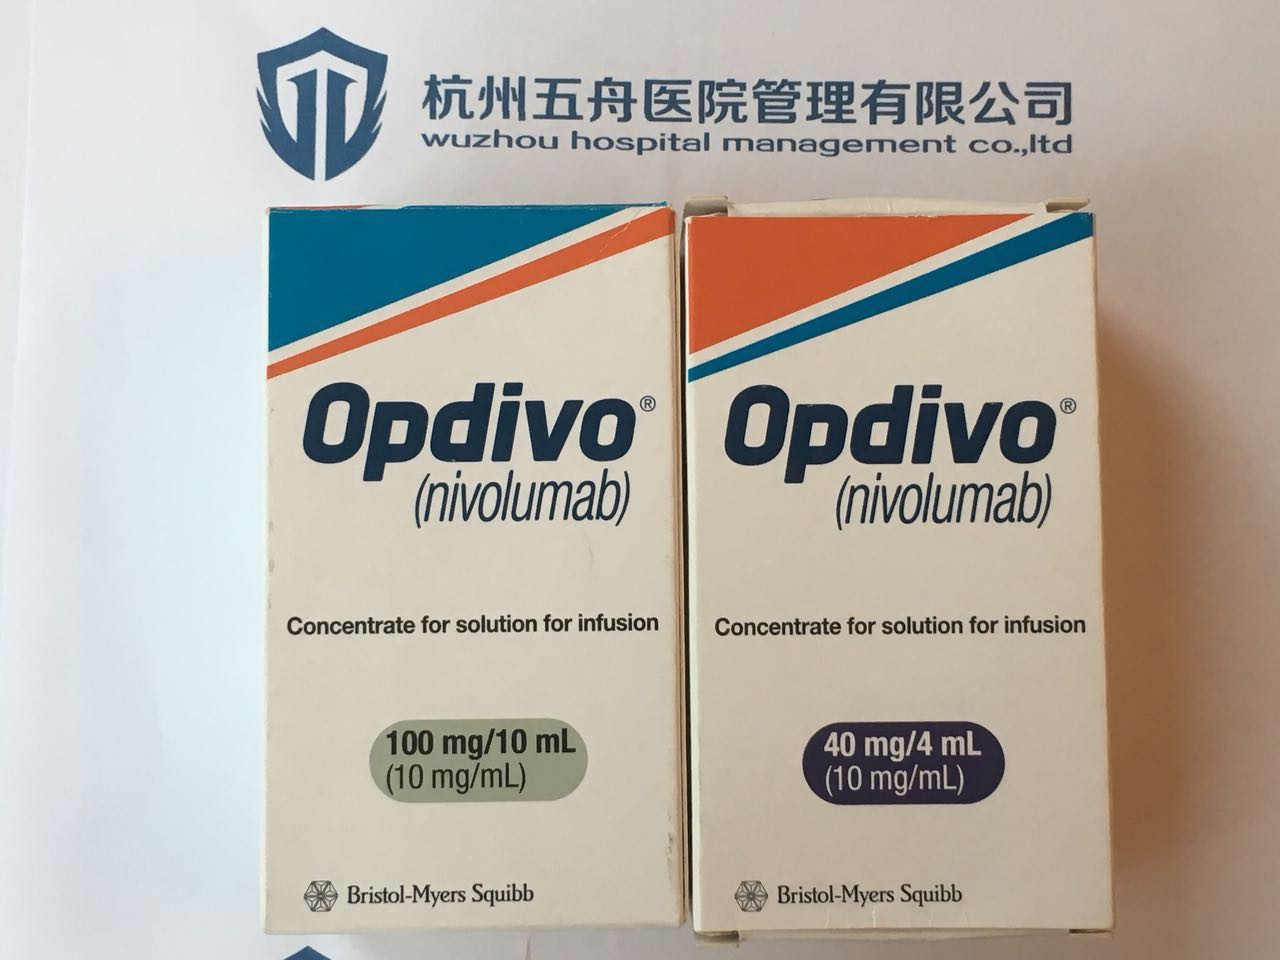 杭州五舟医院管理有限公司
wuzhou hospital management co.,ltd
Opdivo®
(nivolumab)
Concentrate for solution for infusion
100 mg/10 mL
(10 mg/mL)
Bristol-Myers Squibb
Opdivo®
(nivolumab)
Concentrate for solution for infusion
40 mg/4 mL
(10 mg/mL)
Bristol-Myers Squibb